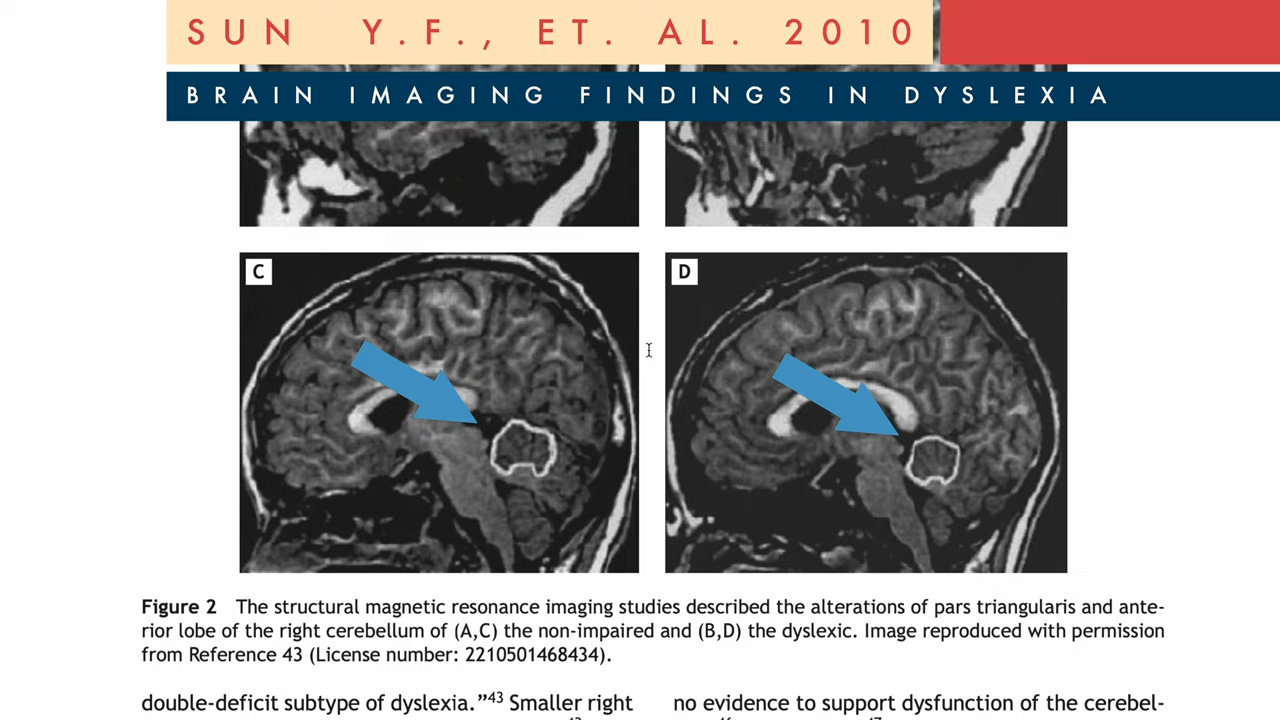 SUN Y.F., ET. AL. 2010
BRAIN IMAGING FINDINGS IN DYSLEXIA
C
D
Figure 2 The structural magnetic resonance imaging studies described the alterations of pars triangularis and ante-
rior lobe of the right cerebellum of (A,C) the non-impaired and (B,D) the dyslexic. Image reproduced with permission
from Reference 43 (License number: 2210501468434).
double-deficit subtype of dyslexia.”43 Smaller right
no evidence to support dysfunction of the cerebel-